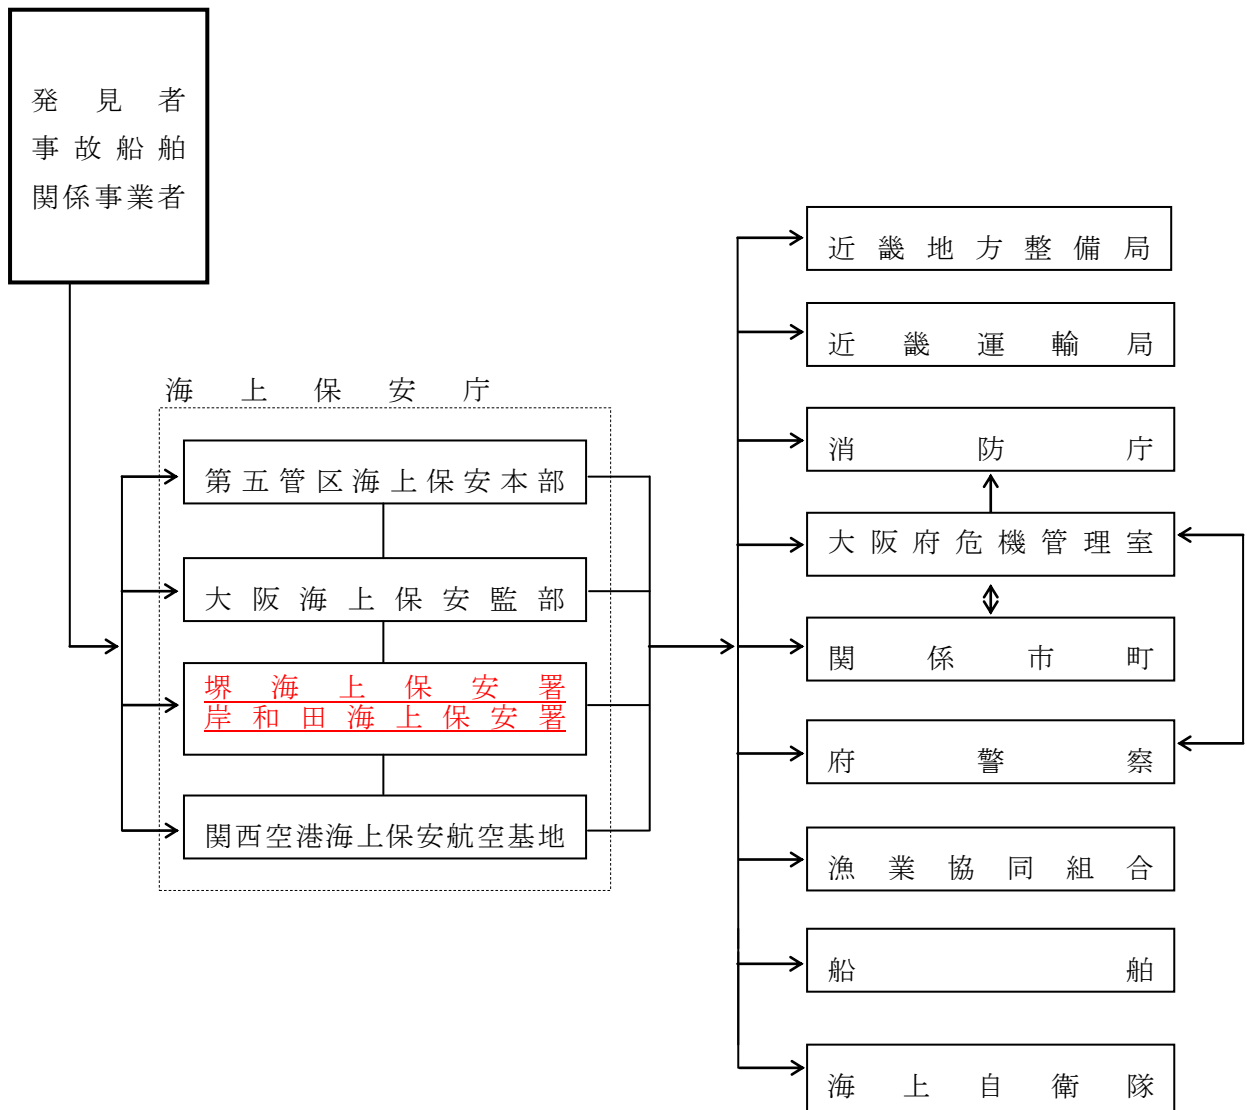 発見者
事故船舶
関係事業者
海上保安庁
第五管区海上保安本部
大阪海上保安監部
堺海上保安署
岸和田海上保安署
関西空港海上保安航空基地
近畿地方整備局
近畿運輸局
消防庁
大阪府危機管理室
関係市町
府警察
漁業協同組合
船舶
海上自衛隊